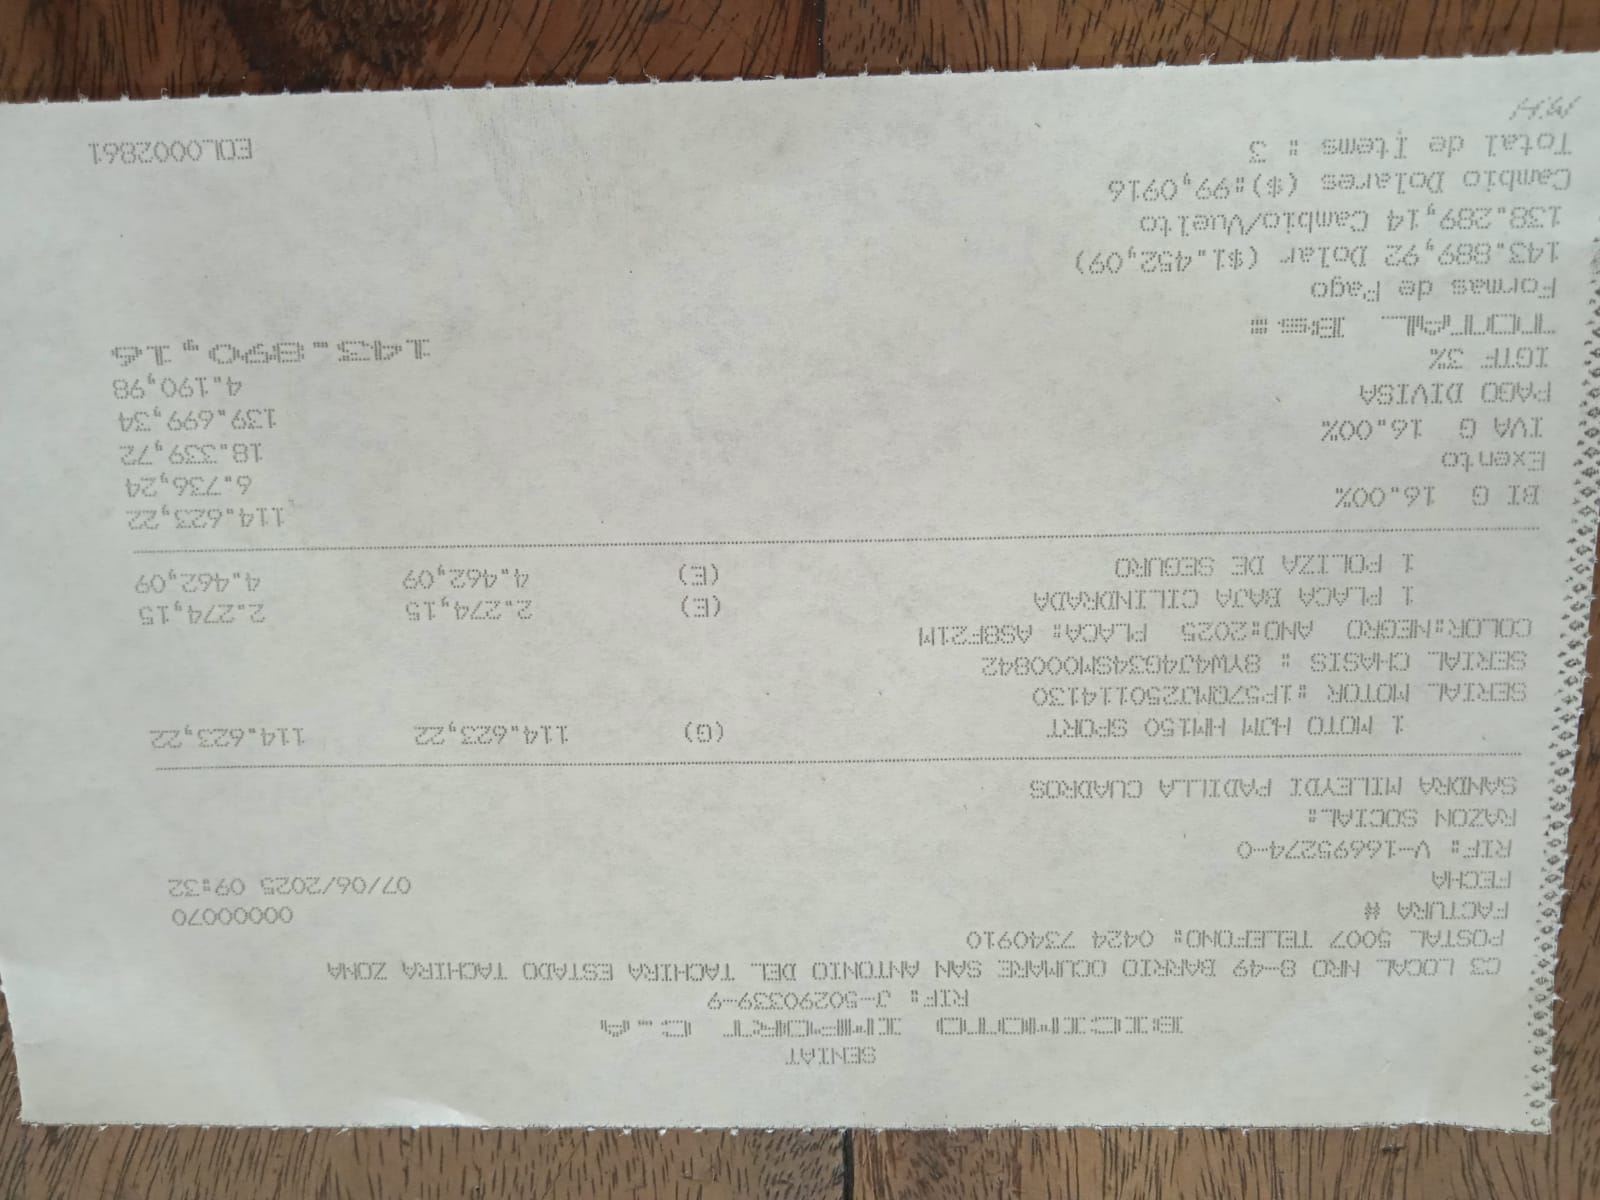 SENIAT
BICIMOTO IMPORT C.A
RIF: J-50290339-9
C3 LOCAL NRO 8-49 BARRIO OCUMARE SAN ANTONIO DEL TACHIRA ESTADO TACHIRA ZONA
POSTAL 5007 TELEFONO: 0424 7340910
FACTURA # 00000070
FECHA 07/06/2025 09:32
RIF: V-16695274-0
RAZON SOCIAL:
SANDRA MILEYDI PADILLA CUADROS
1 MOTO HJM HM150 SPORT (G) 114.623,22 114.623,22
SERIAL MOTOR :1P57QMJ250114130
SERIAL CHASIS : 8YW4J4G34SM000842
COLOR:NEGRO ANO:2025 PLACA: AS8F21M
1 PLACA BAJA CILINDRADA (E) 2.274,15 2.274,15
1 POLIZA DE SEGURO (E) 4.462,09 4.462,09
BI G 16.00% 114.623,22
Exento 6.736,24
IVA G 16.00% 18.339,72
PAGO DIVISA 139.699,34
IGTF 3% 4.190,98
TOTAL Bs: 143.890,16
Formas de Pago
143.889,92 Dolar ($1.452,09)
138.289,14 Cambio/Vuelto
Cambio Dolares ($):99,0916
Total de Items : 3
MH EOL0002861